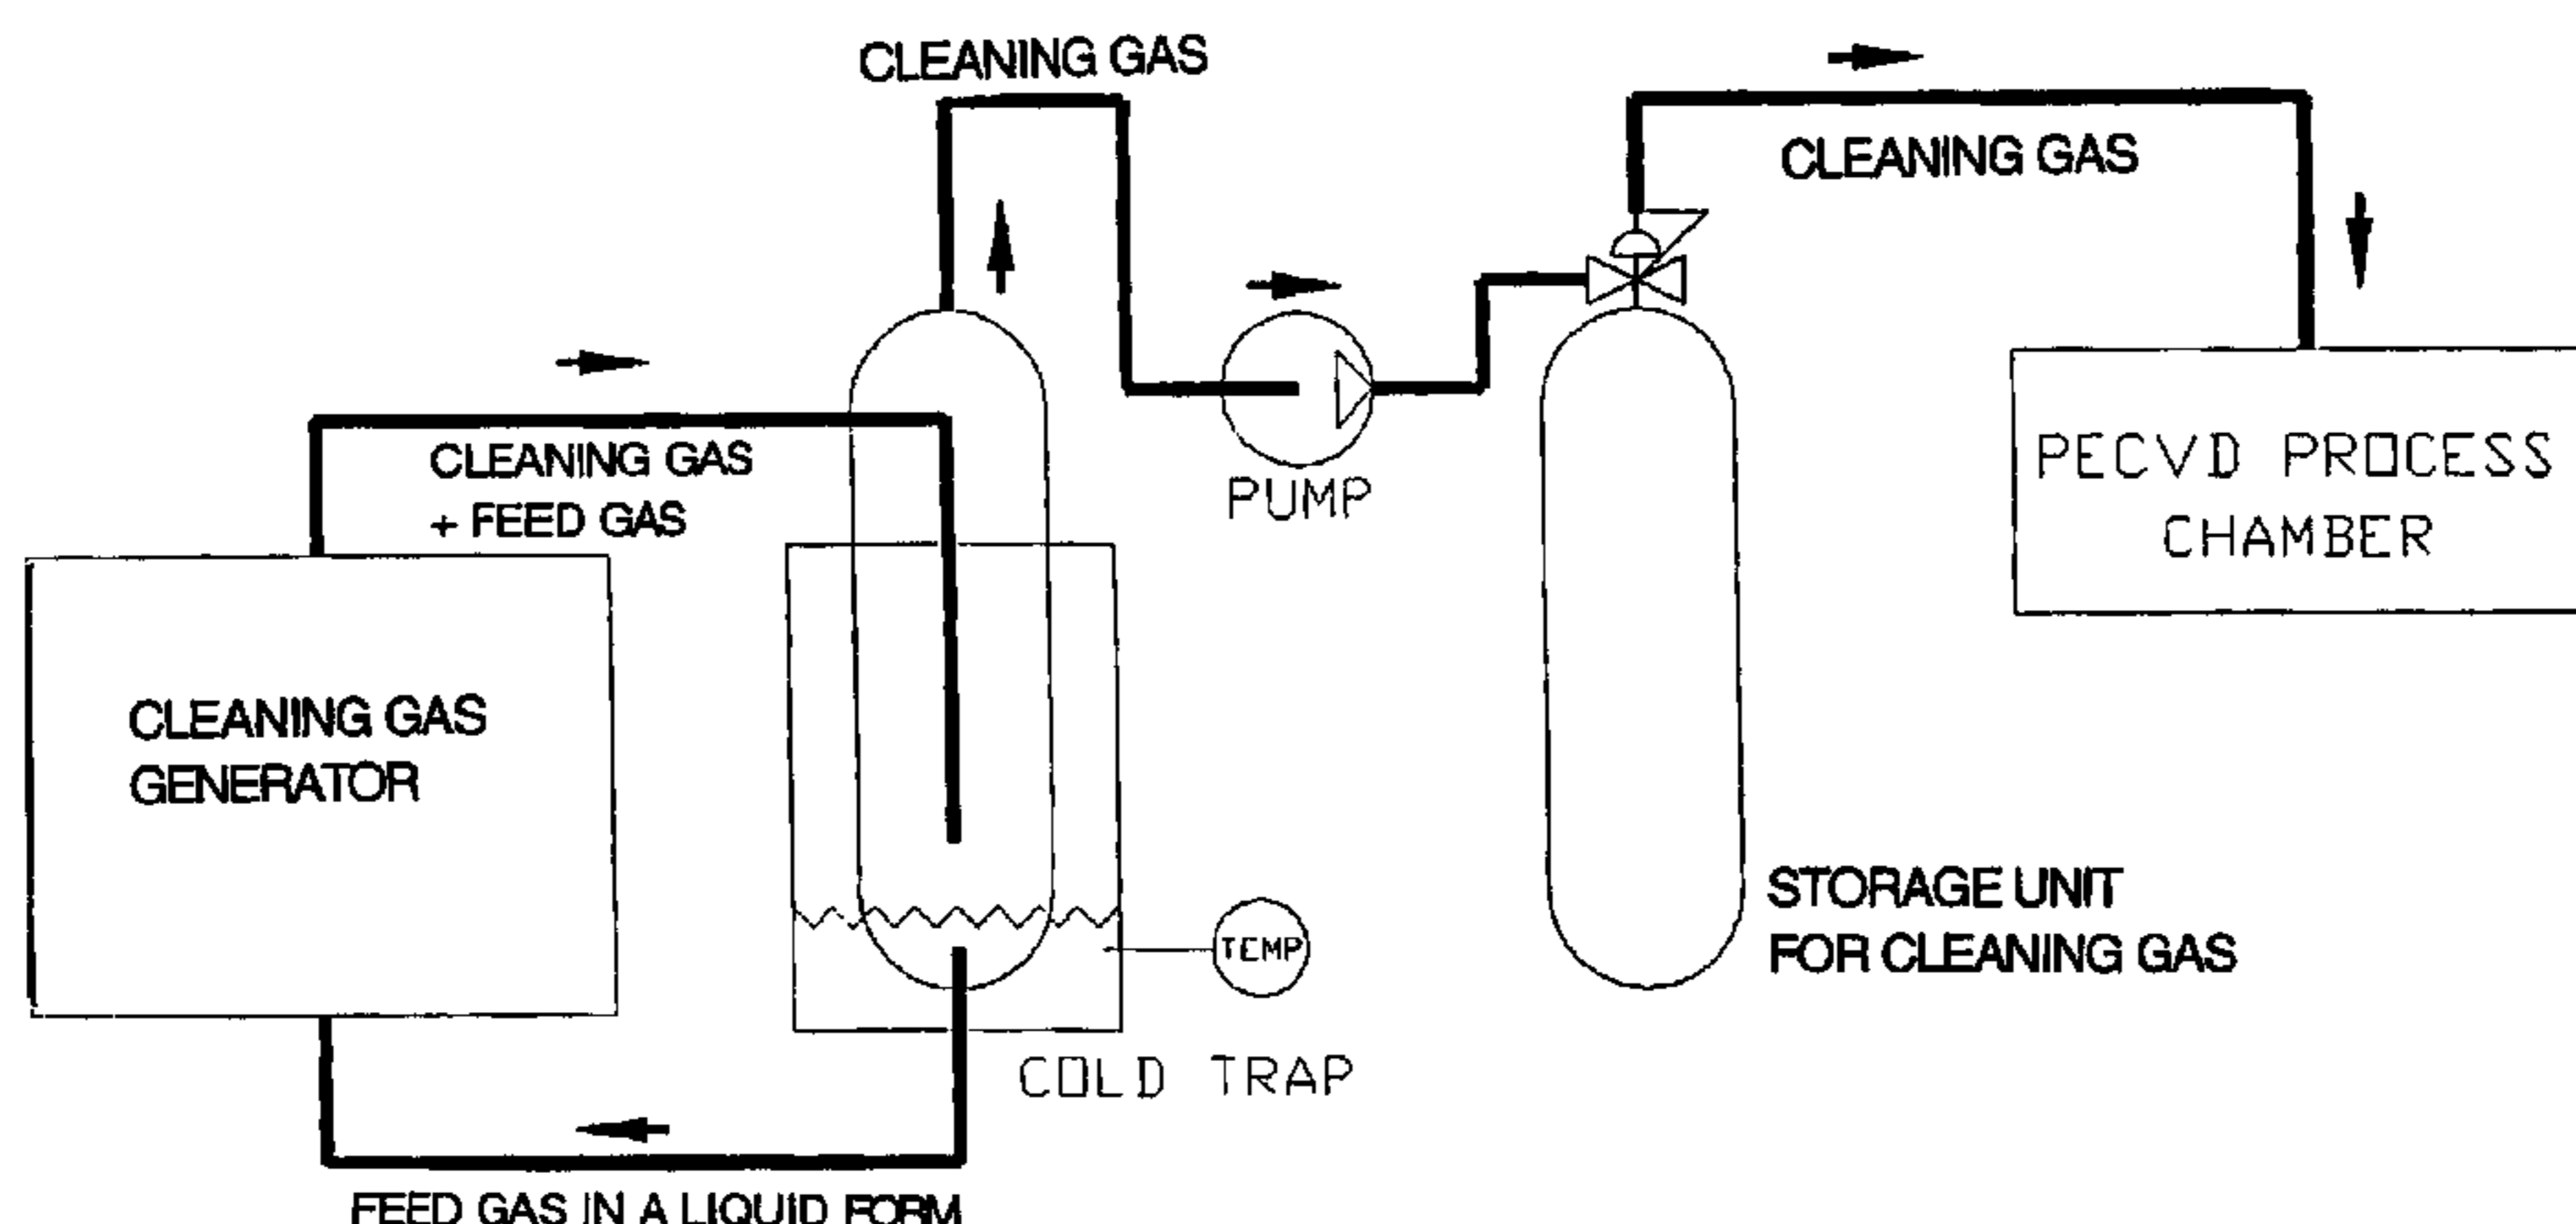 CLEANING GAS
CLEANING GAS
CLEANING GAS
+ FEED GAS
PUMP
PECVD PROCESS
CHAMBER
CLEANING GAS
GENERATOR
STORAGE UNIT
FOR CLEANING GAS
TEMP
COLD TRAP
FEED GAS IN A LIQUID FORM